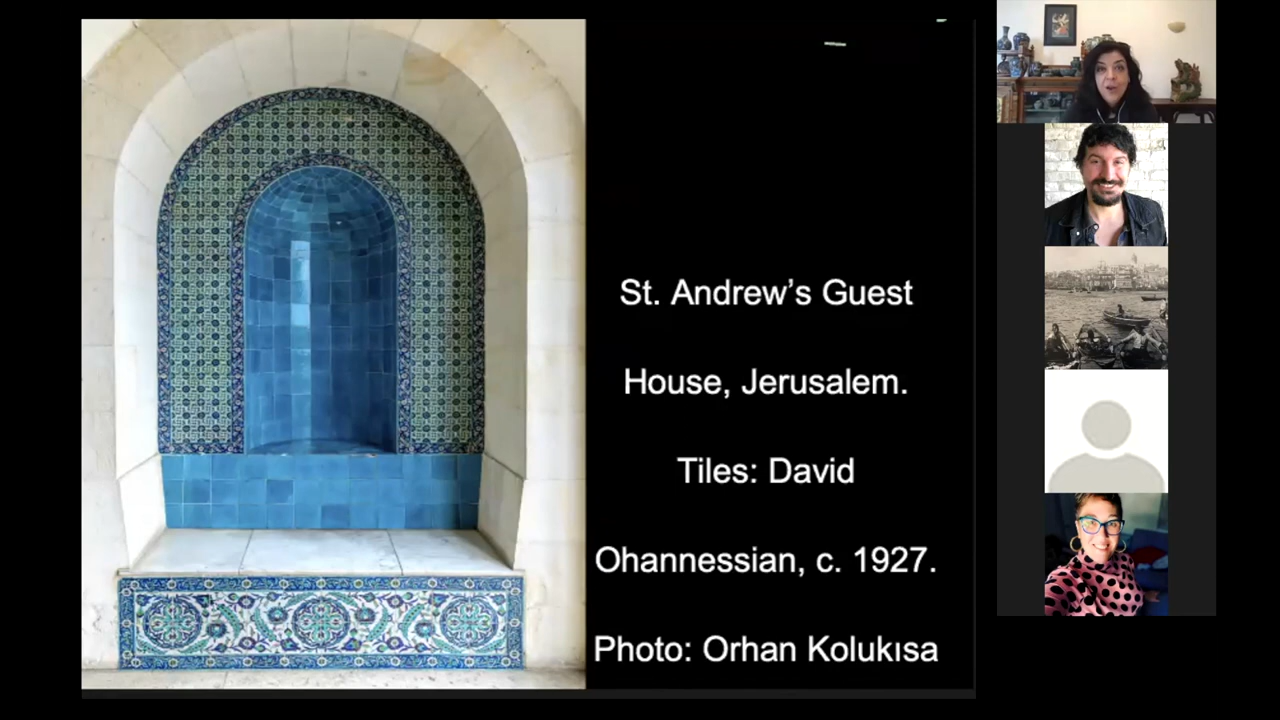 St. Andrew’s Guest
House, Jerusalem.
Tiles: David
Ohannessian, c. 1927.
Photo: Orhan Kolukısa